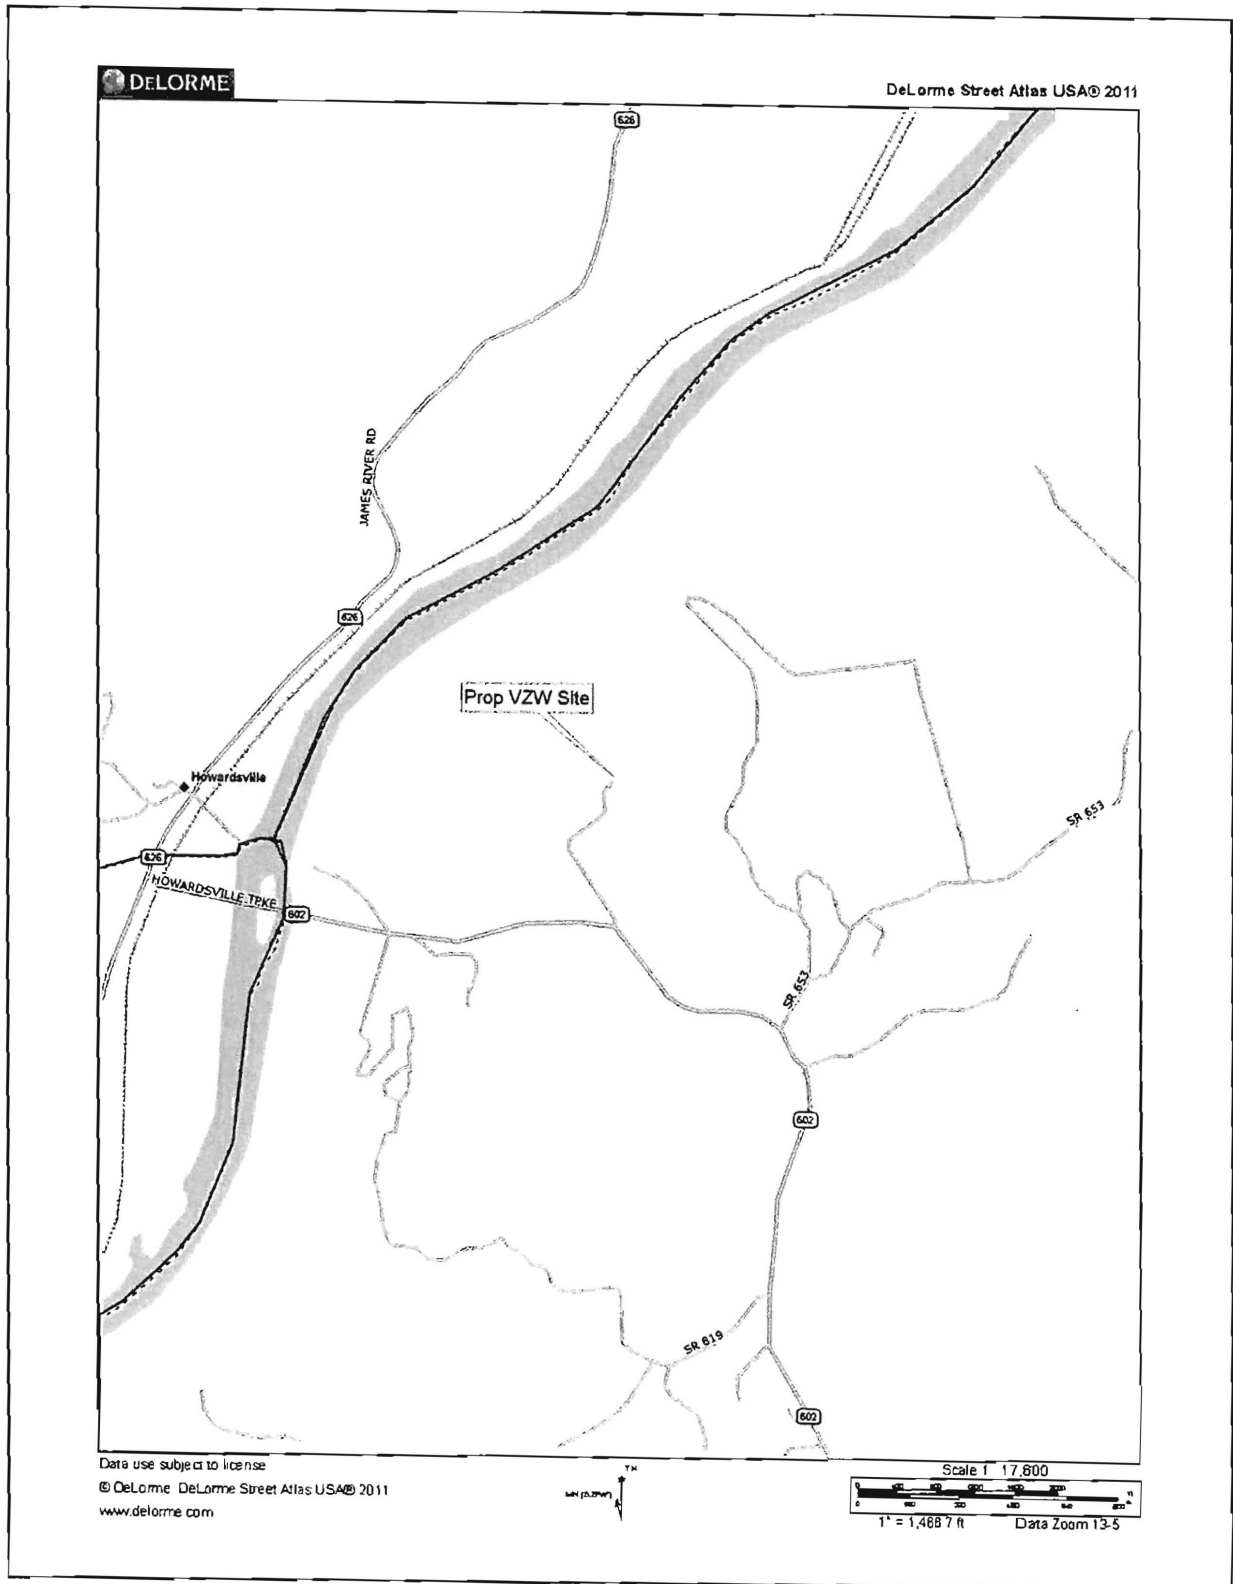 DELORME
DeLorme Street Atlas USA® 2011
626
JAMES RIVER RD
626
Prop VZW Site
Howardsville
SR 653
626
HOWARDSVILLE TPKE
602
SR 653
602
SR 619
602
Data use subject to license
© DeLorme DeLorme Street Atlas USA® 2011
www.delorme com
TN
Scale 1 17,600
1" = 1,466 7 ft
Data Zoom 13-5